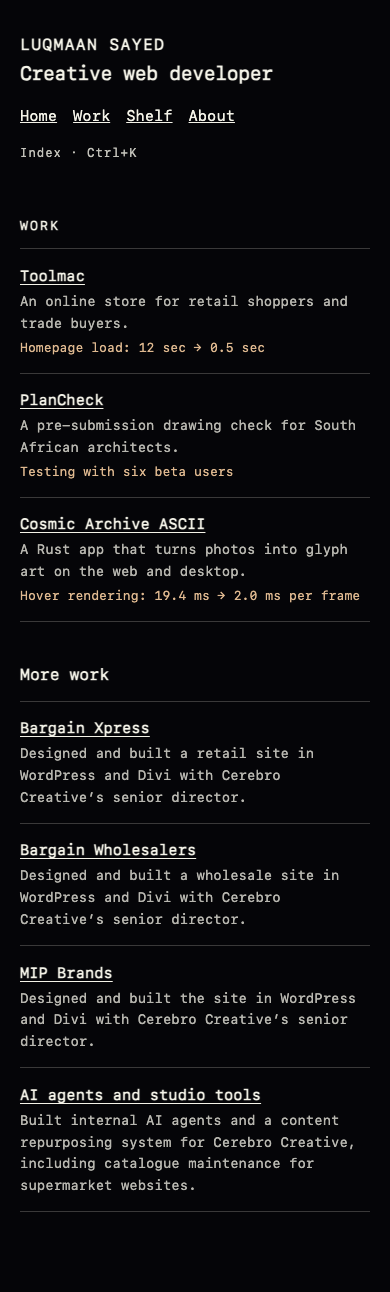 LUQMAAN SAYED
Creative web developer
Home Work Shelf About
Index · Ctrl+K
WORK
Toolmac
An online store for retail shoppers and
trade buyers.
Homepage load: 12 sec → 0.5 sec
PlanCheck
A pre-submission drawing check for South
African architects.
Testing with six beta users
Cosmic Archive ASCII
A Rust app that turns photos into glyph
art on the web and desktop.
Hover rendering: 19.4 ms → 2.0 ms per frame
More work
Bargain Xpress
Designed and built a retail site in
WordPress and Divi with Cerebro
Creative’s senior director.
Bargain Wholesalers
Designed and built a wholesale site in
WordPress and Divi with Cerebro
Creative’s senior director.
MIP Brands
Designed and built the site in WordPress
and Divi with Cerebro Creative’s senior
director.
AI agents and studio tools
Built internal AI agents and a content
repurposing system for Cerebro Creative,
including catalogue maintenance for
supermarket websites.